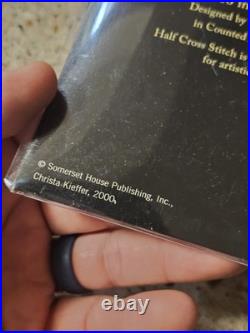 Designed by
in Counted
Half Cross Stitch is
for artisti
© Somerset House Publishing, Inc.,
Christa-Kieffer, 2000,